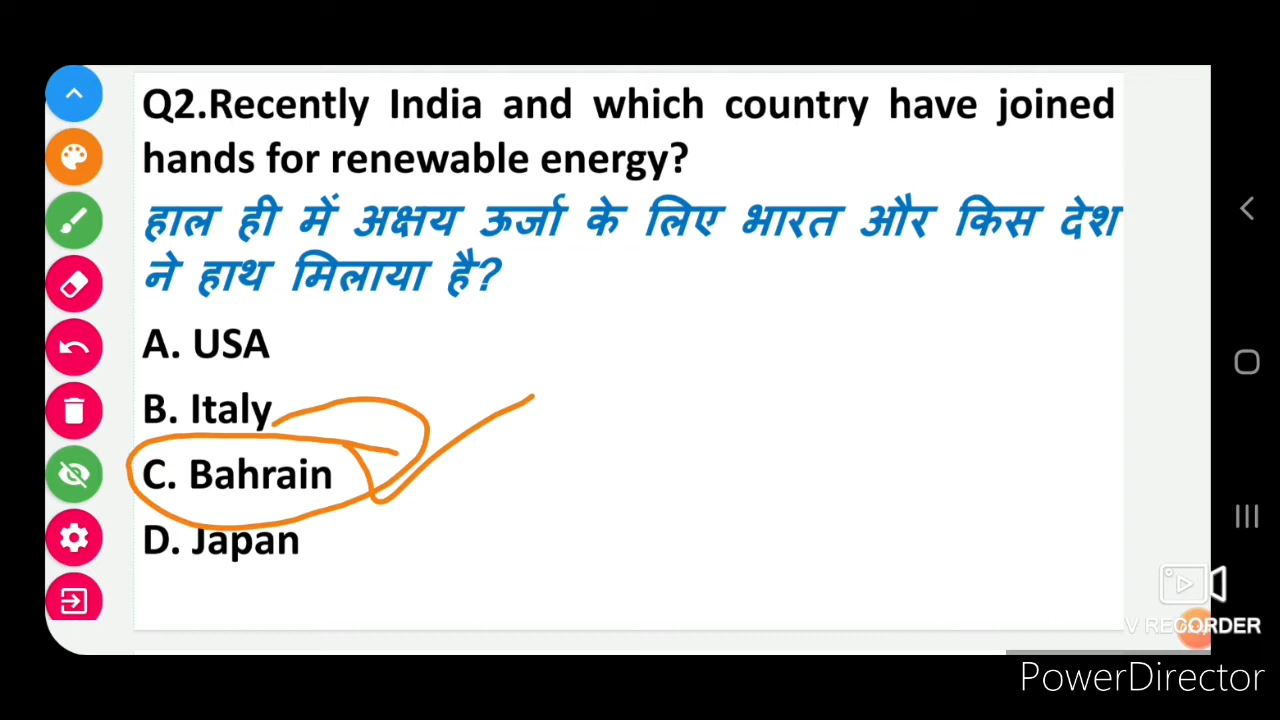 Q2.Recently India and which country have joined
hands for renewable energy?
हाल ही में अक्षय ऊर्जा के लिए भारत और किस देश
ने हाथ मिलाया है?
A. USA
B. Italy
C. Bahrain
D. Japan
V RECORDER
PowerDirector